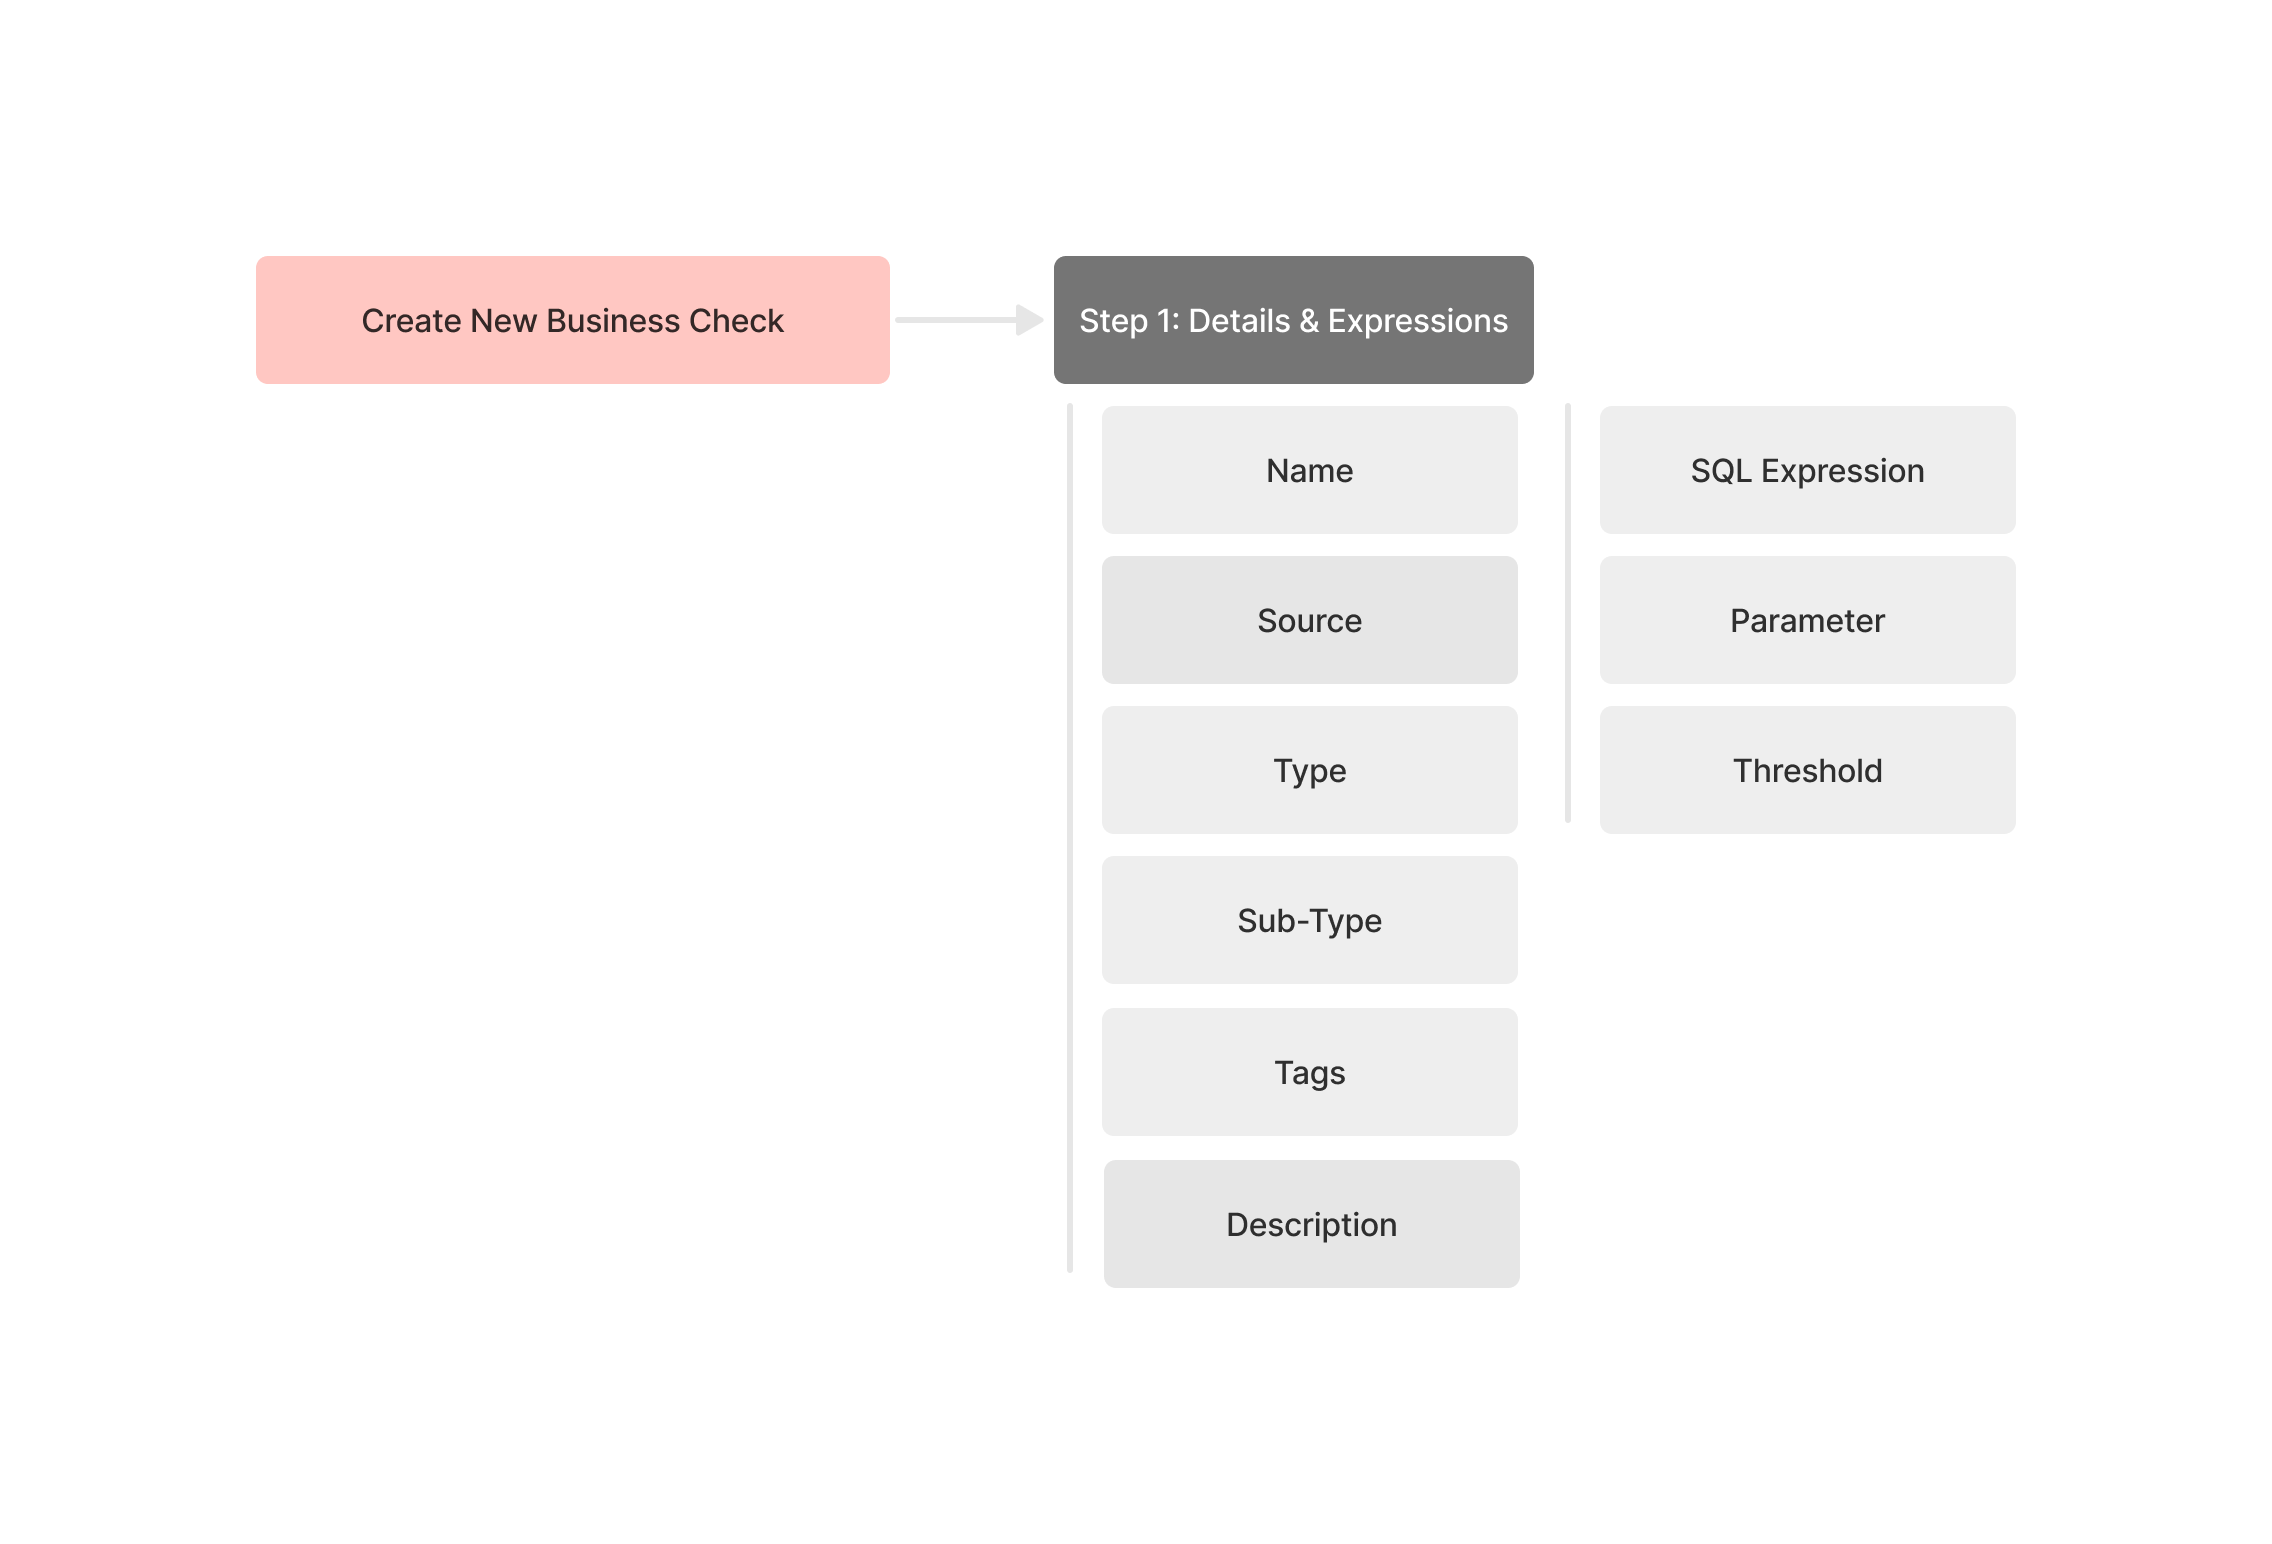 Create New Business Check
Step 1: Details & Expressions
Name
Source
Type
Sub-Type
Tags
Description
SQL Expression
Parameter
Threshold